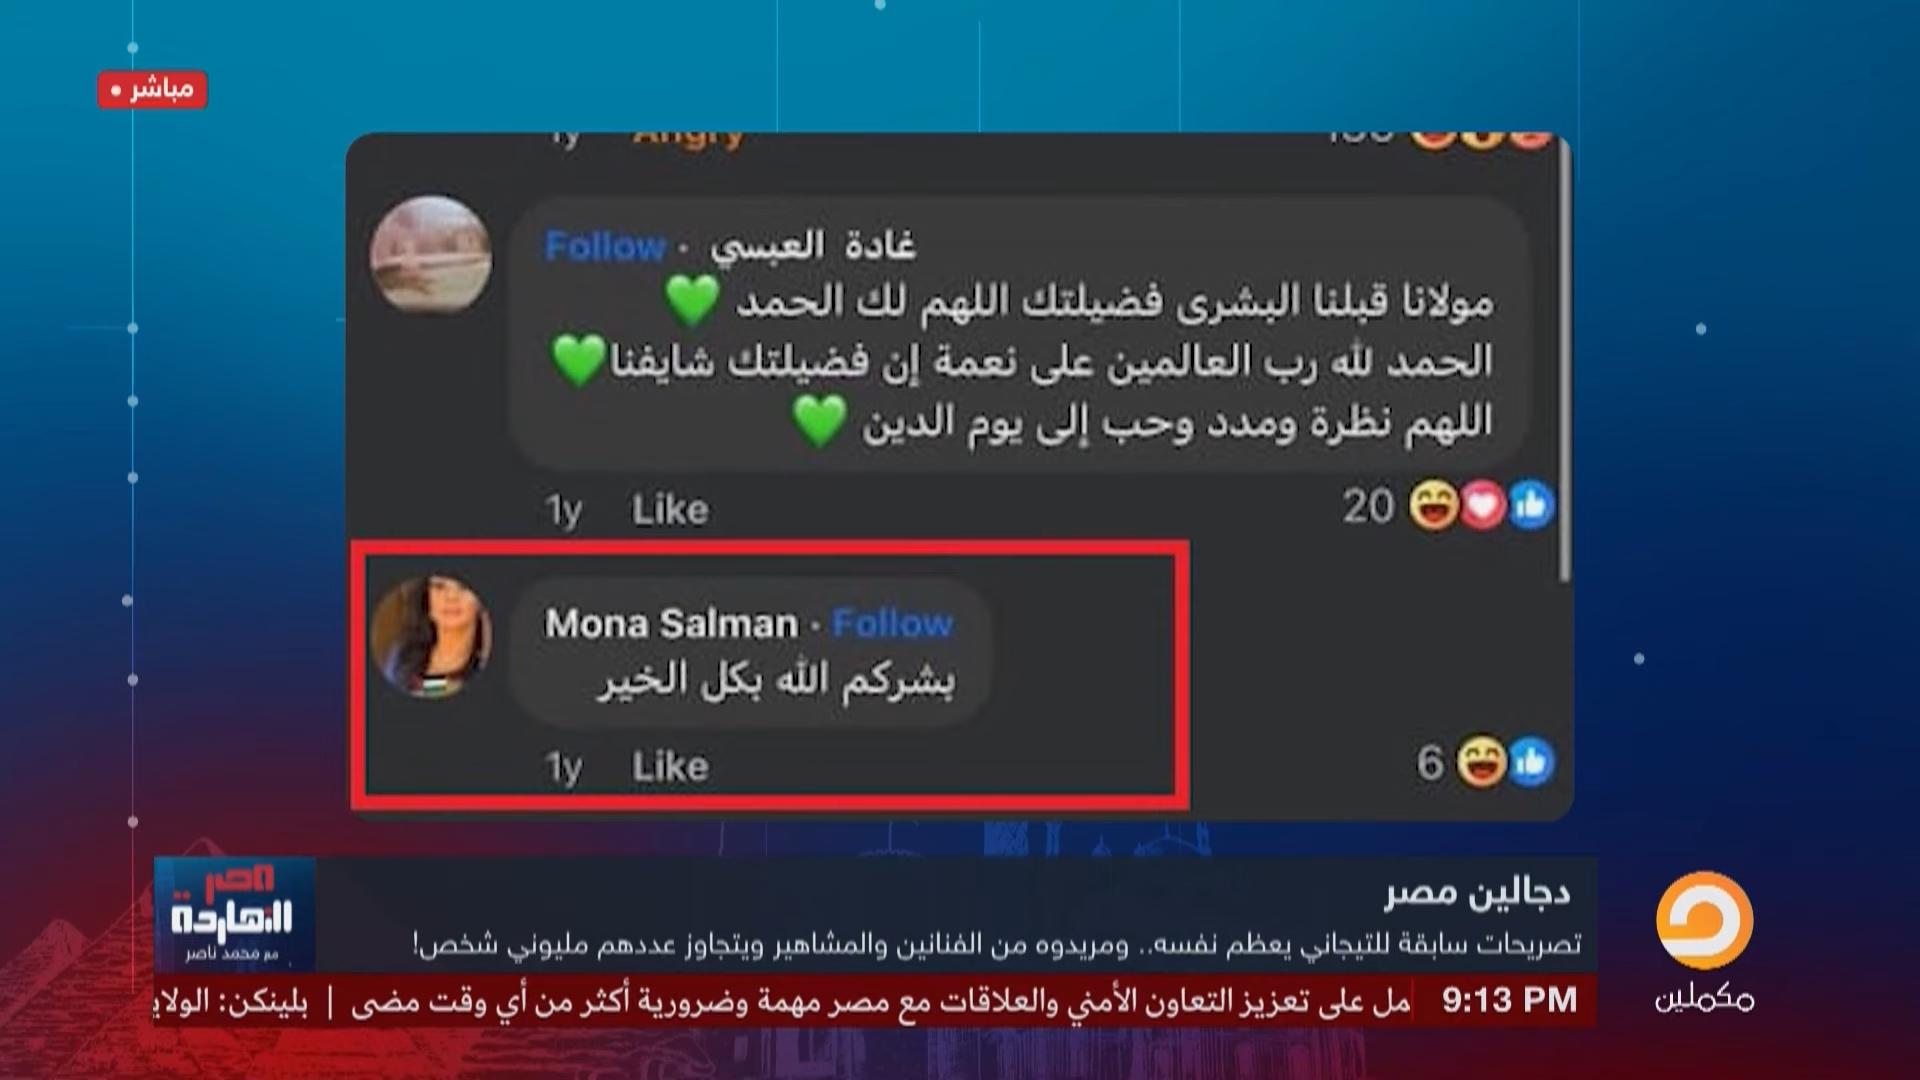 مباشر
1y Angry
غادة العبسي · Follow
مولانا قبلنا البشرى فضيلتك اللهم لك الحمد 💚
الحمد لله رب العالمين على نعمة إن فضيلتك شايفنا💚
اللهم نظرة ومدد وحب إلى يوم الدين 💚
1y Like 20
Mona Salman · Follow
بشركم الله بكل الخير
1y Like 6
دجالين مصر
تصريحات سابقة للتيجاني يعظم نفسه.. ومريدوه من الفنانين والمشاهير ويتجاوز عددهم مليوني شخص!
مصر
النهاردة
مع محمد ناصر
9:13 PM
مل على تعزيز التعاون الأمني والعلاقات مع مصر مهمة وضرورية أكثر من أي وقت مضى | بلينكن: الولاي
مكملين